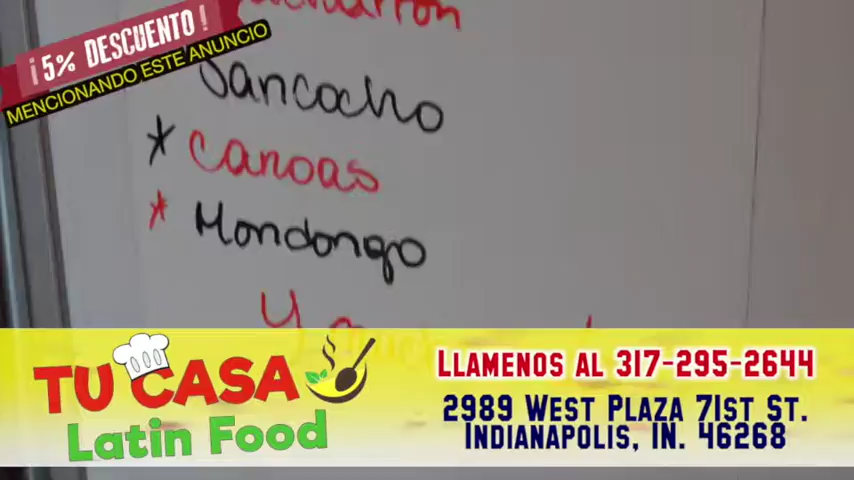 ¡5% DESCUENTO!
MENCIONANDO ESTE ANUNCIO
Sancocho
* Canoas
* Mondongo
TU CASA
Latin Food
LLAMENOS AL 317-295-2644
2989 WEST PLAZA 71ST ST.
INDIANAPOLIS, IN. 46268